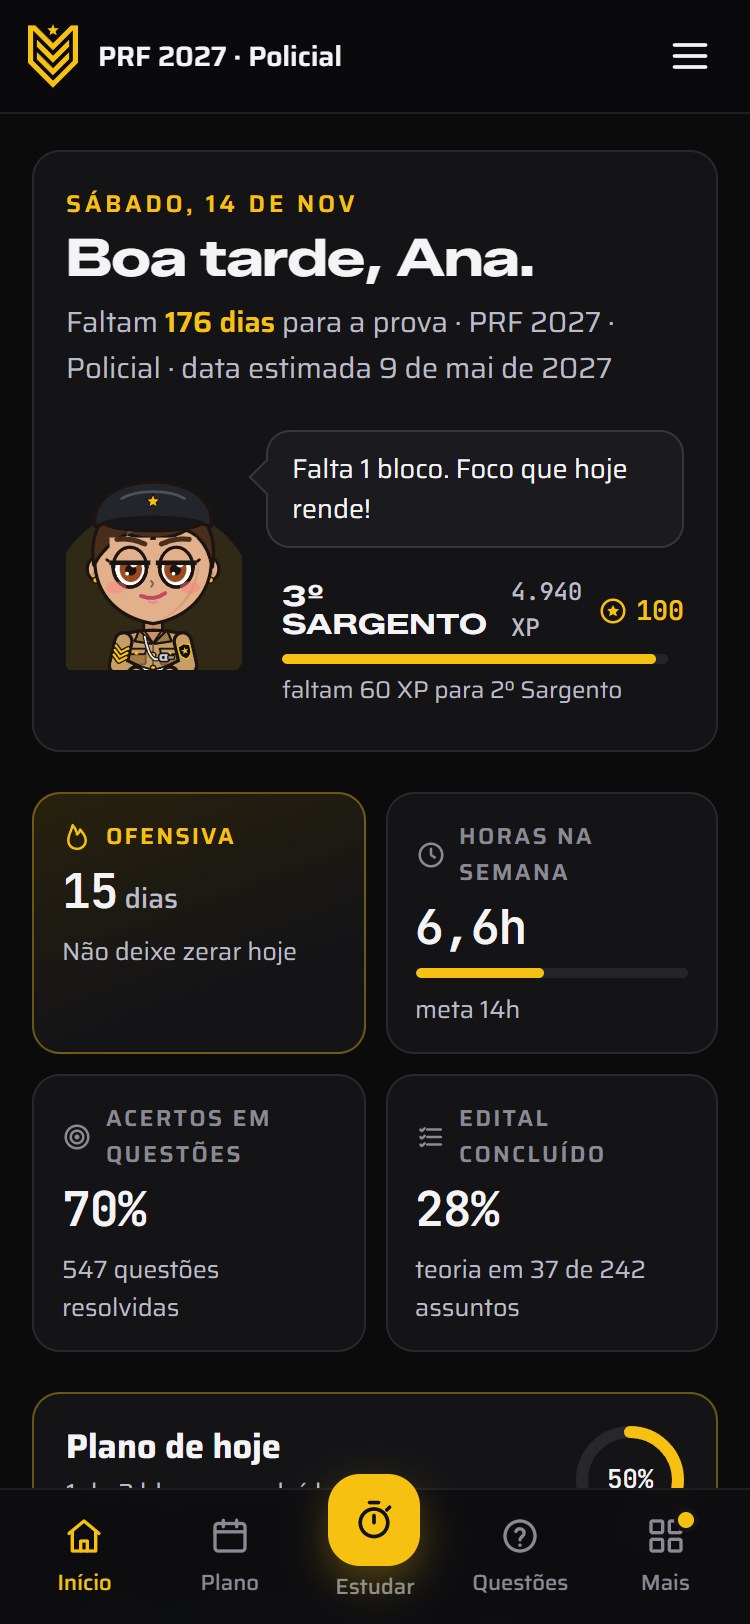 PRF 2027 · Policial
SÁBADO, 14 DE NOV
Boa tarde, Ana.
Faltam 176 dias para a prova · PRF 2027 ·
Policial · data estimada 9 de mai de 2027
Falta 1 bloco. Foco que hoje
rende!
3º
SARGENTO
4.940
XP
100
faltam 60 XP para 2º Sargento
OFENSIVA
15 dias
Não deixe zerar hoje
HORAS NA
SEMANA
6,6h
meta 14h
ACERTOS EM
QUESTÕES
70%
547 questões
resolvidas
EDITAL
CONCLUÍDO
28%
teoria em 37 de 242
assuntos
Plano de hoje
50%
Início
Plano
Estudar
Questões
Mais